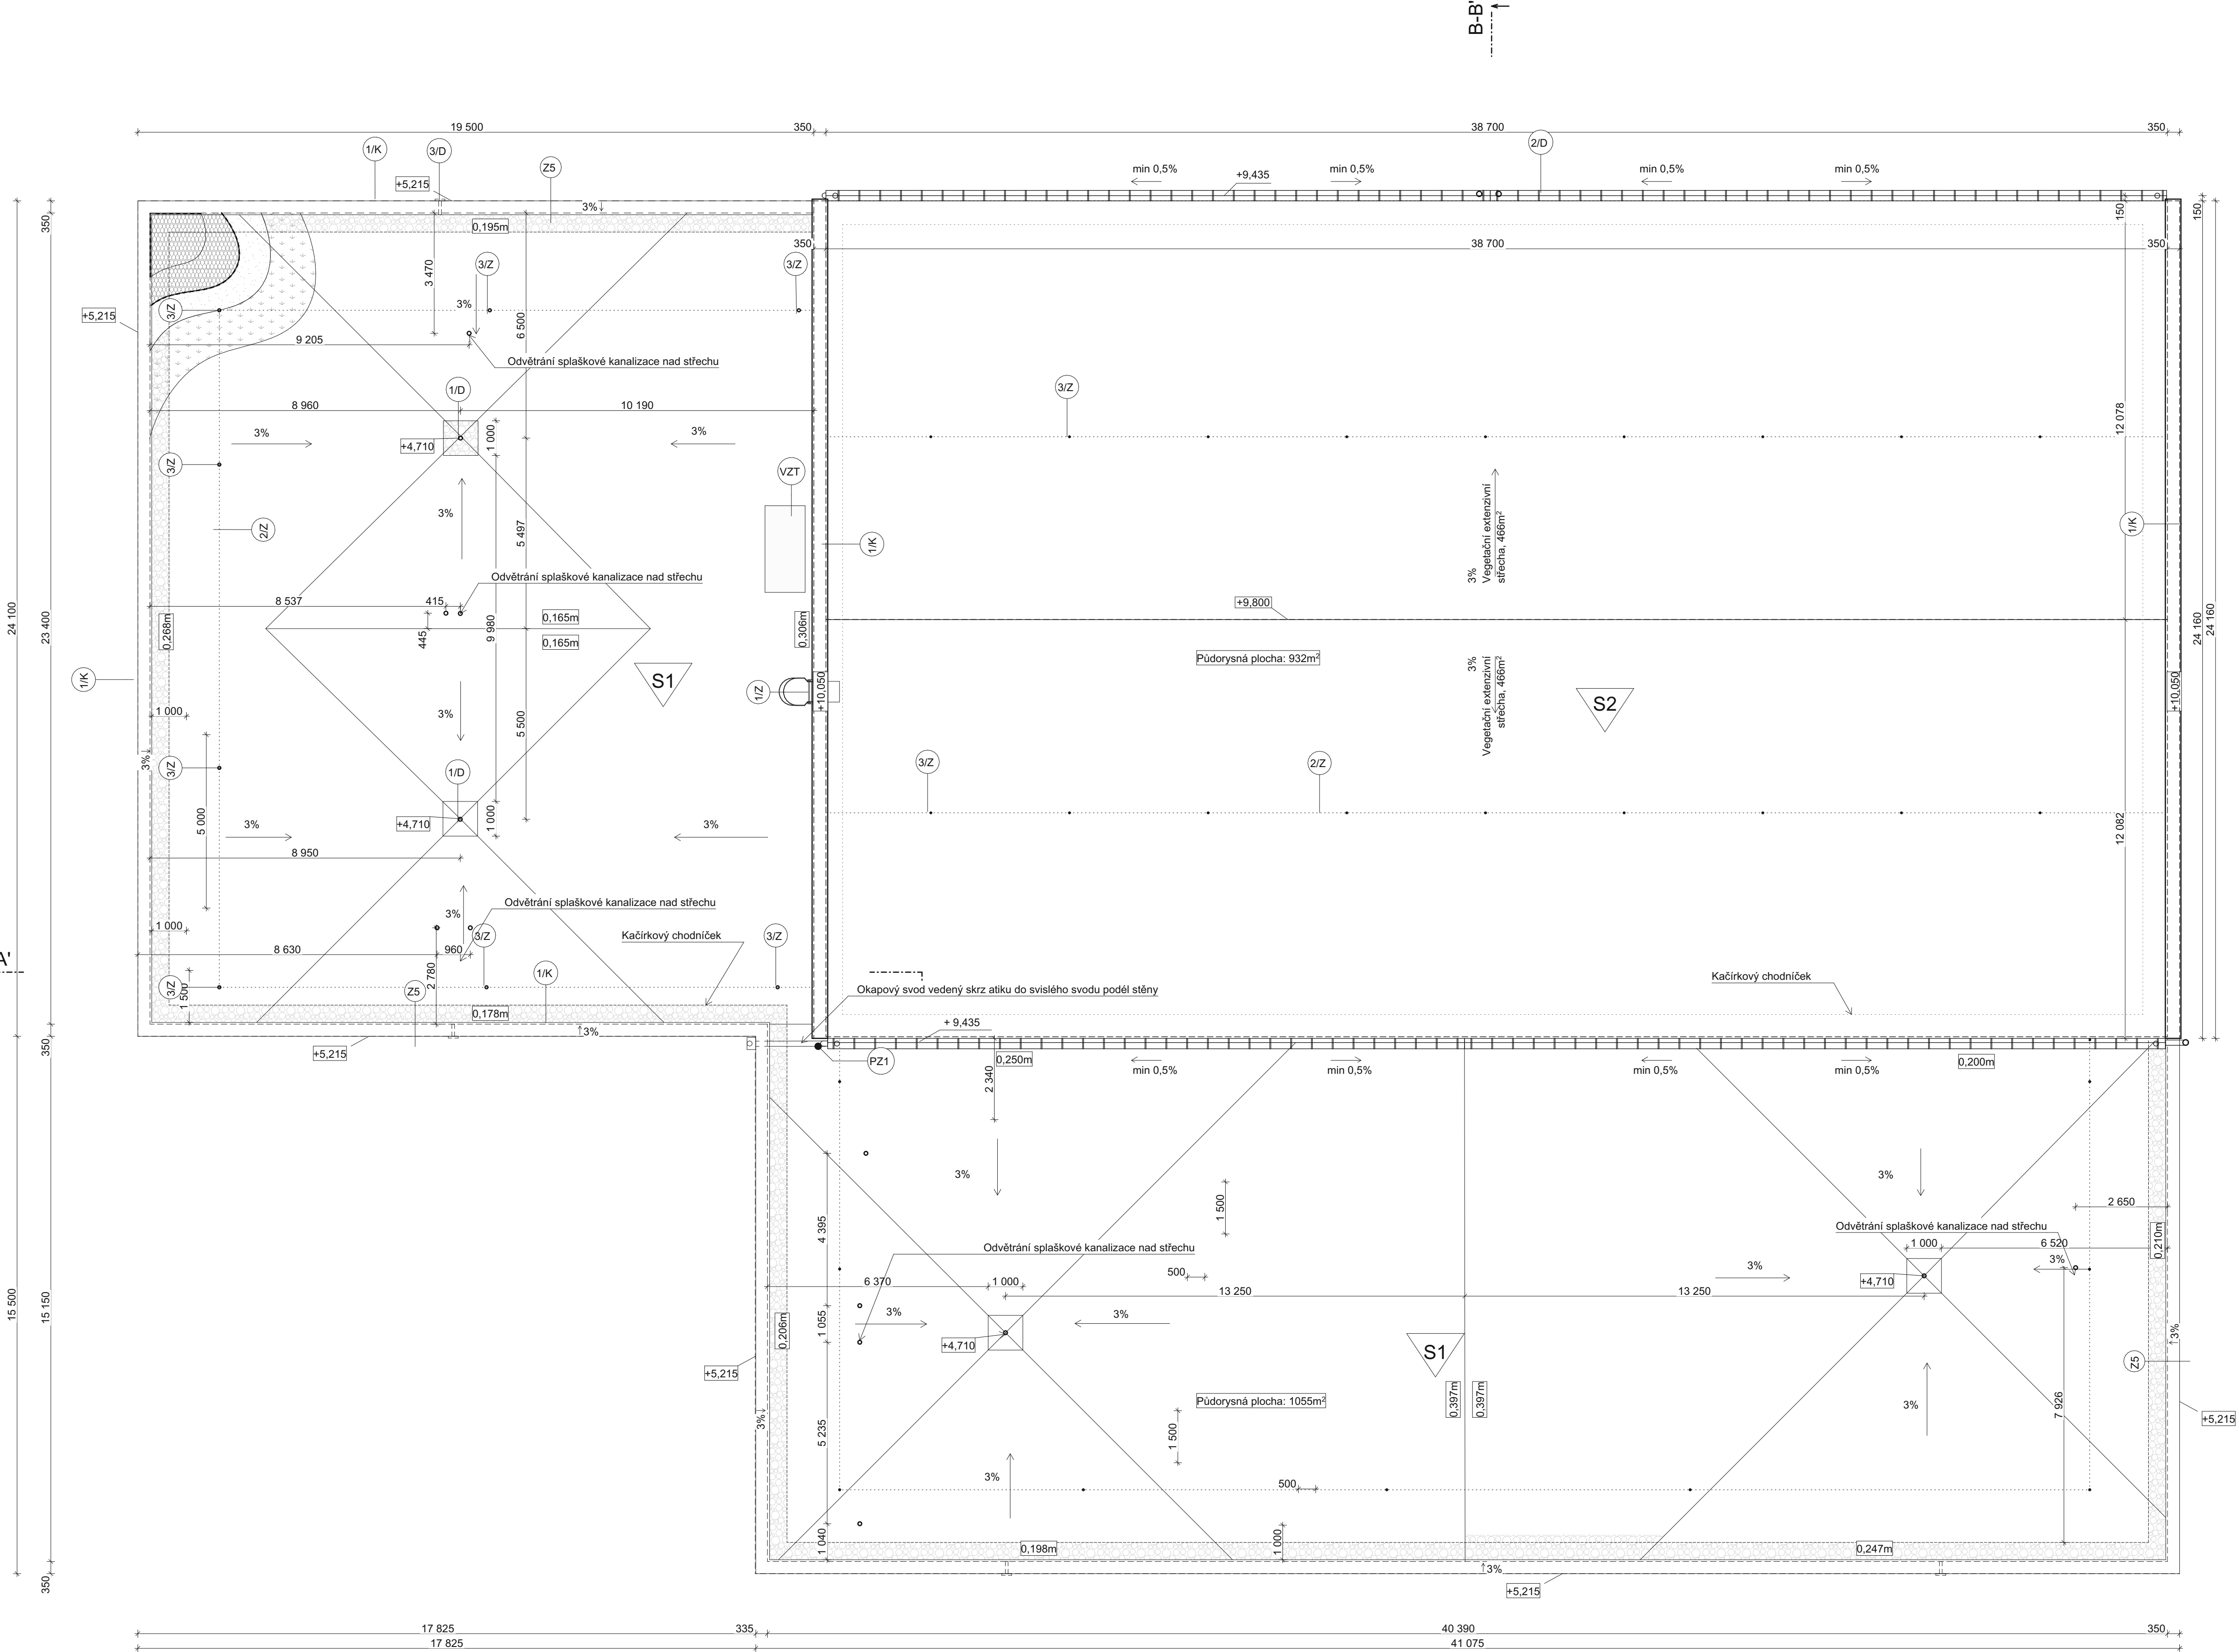 B-B'
19 500
350
38 700
350
1/K
3/D
Z5
2/D
+5,215
+9,435
min 0,5%
min 0,5%
min 0,5%
min 0,5%
350
3%
0,195m
150
150
350
38 700
350
3/Z
3/Z
3 470
3%
6 500
3/Z
+5,215
9 205
Odvětrání splaškové kanalizace nad střechu
1/D
3/Z
8 960
10 190
12 078
3%
3%
+4,710
1 000
3/Z
VZT
3%
Vegetační extenzivní
střecha, 466m²
3%
5 497
2/Z
1/K
1/K
Odvětrání splaškové kanalizace nad střechu
8 537
415
445
9 980
0,165m
0,165m
0,268m
0,306m
+9,800
24 100
23 400
24 160
24 160
Půdorysná plocha: 932m²
3%
Vegetační extenzivní
střecha, 466m²
1/K
S1
1/Z
+10,050
S2
+10,050
1 000
3%
5 500
3%
3/Z
1/D
3/Z
2/Z
5 000
3%
+4,710
1 000
3%
12 082
8 950
Odvětrání splaškové kanalizace nad střechu
3%
1 000
3/Z
3/Z
Kačírkový chodníček
8 630
960
A'
2 780
1/K
Kačírkový chodníček
3/Z
1 500
Z5
Okapový svod vedený skrz atiku do svislého svodu podél stěny
0,178m
3%
+ 9,435
350
+5,215
PZ1
0,250m
min 0,5%
min 0,5%
min 0,5%
min 0,5%
0,200m
2 340
3%
3%
1 500
2 650
4 395
Odvětrání splaškové kanalizace nad střechu
0,210m
Odvětrání splaškové kanalizace nad střechu
1 000
6 520
3%
500
3%
6 370
1 000
+4,710
13 250
13 250
15 500
15 150
0,206m
1 055
3%
3%
+4,710
3%
S1
Z5
+5,215
0,397m
0,397m
Půdorysná plocha: 1055m²
3%
7 926
3%
+5,215
5 235
1 500
3%
500
1 040
0,198m
1 000
0,247m
3%
350
+5,215
17 825
335
40 390
350
17 825
41 075